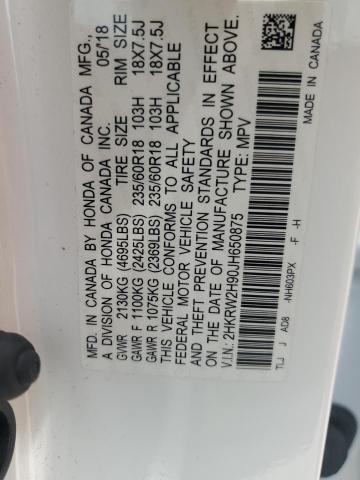 MFD. IN CANADA BY HONDA OF CANADA MFG.,
A DIVISION OF HONDA CANADA INC. 05/18
GVWR 2130KG (4695LBS) TIRE SIZE RIM SIZE
GAWR F 1100KG (2425LBS) 235/60R18 103H 18X7.5J
GAWR R 1075KG (2369LBS) 235/60R18 103H 18X7.5J
THIS VEHICLE CONFORMS TO ALL APPLICABLE
FEDERAL MOTOR VEHICLE SAFETY
AND THEFT PREVENTION STANDARDS IN EFFECT
ON THE DATE OF MANUFACTURE SHOWN ABOVE.
V.I.N.: 2HKRW2H90JH650875 TYPE: MPV
TLJ J AD8 -NH603PX -F -H
MADE IN CANADA